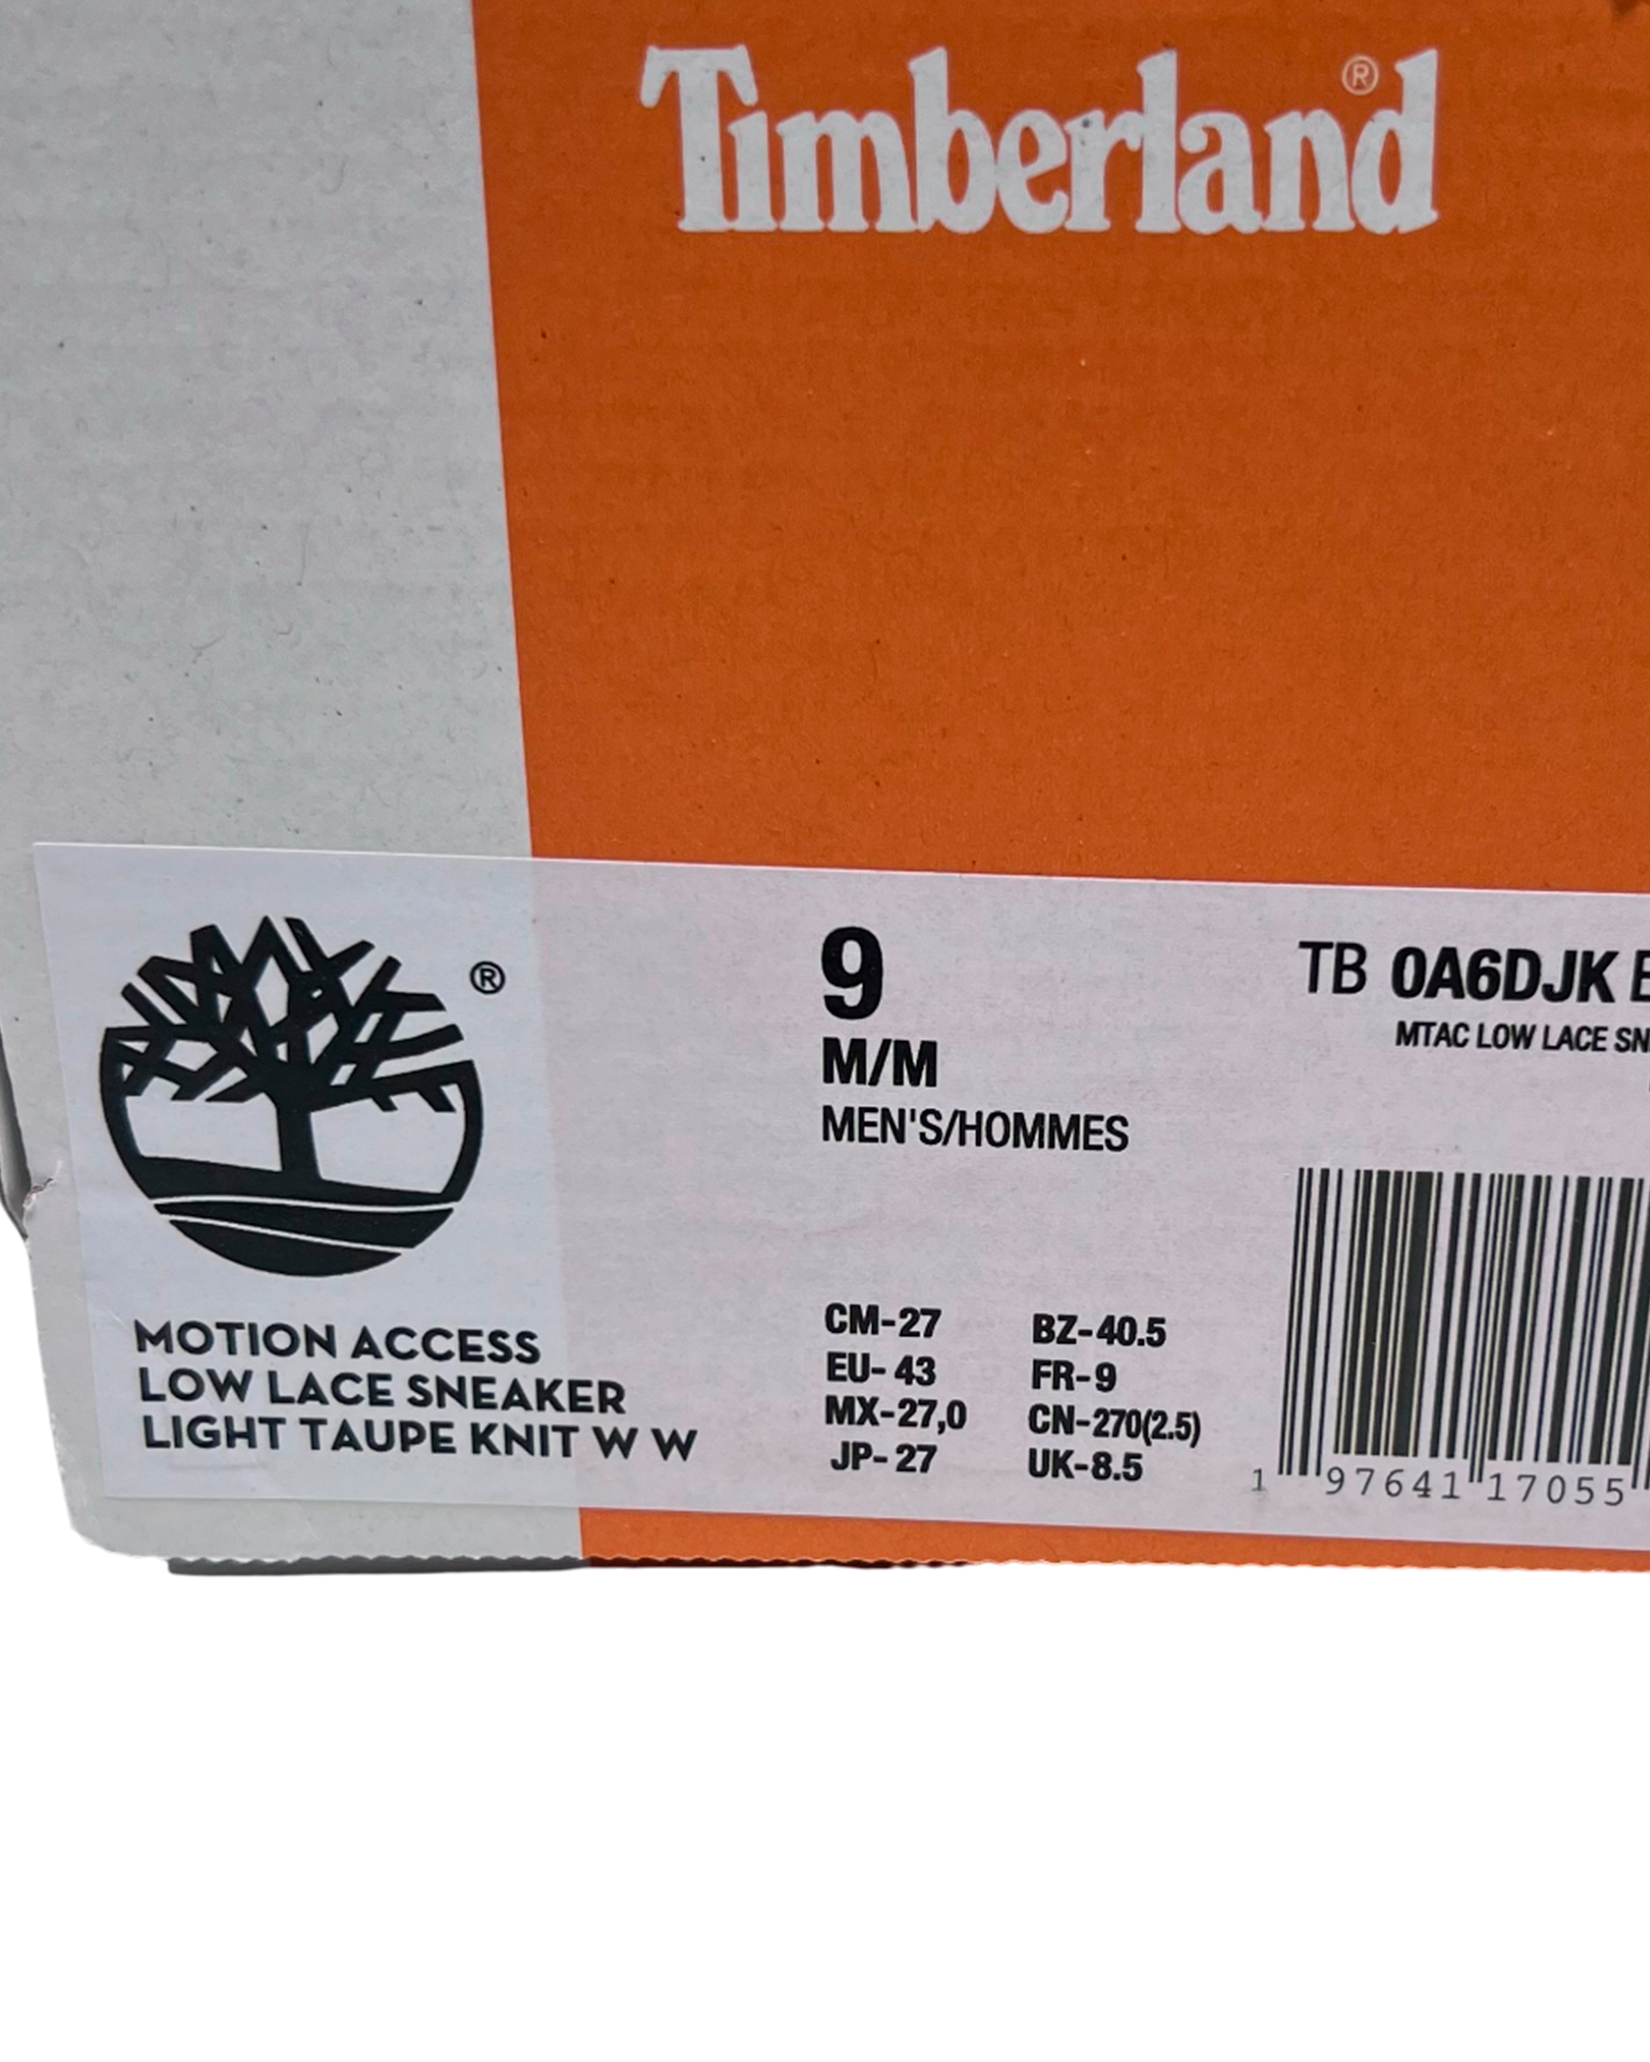 Timberland®
®
MOTION ACCESS
LOW LACE SNEAKER
LIGHT TAUPE KNIT W W
9
M/M
MEN'S/HOMMES
CM-27 BZ-40.5
EU-43 FR-9
MX-27,0 CN-270(2.5)
JP-27 UK-8.5
TB 0A6DJK E
MTAC LOW LACE SN
1 97641 17055